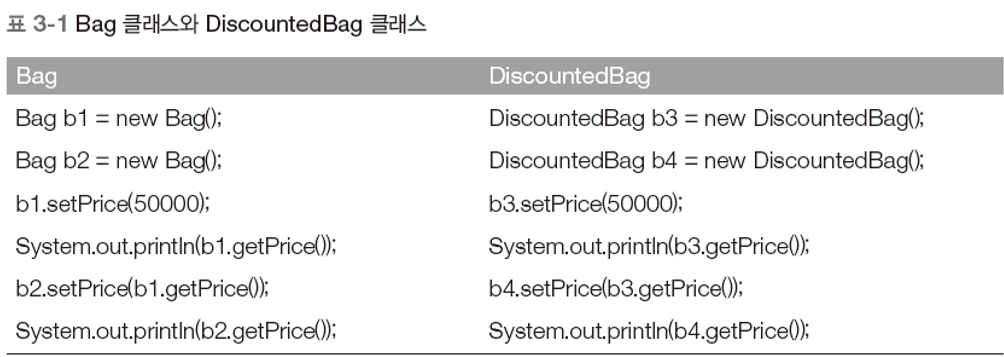 표 3-1 Bag 클래스와 DiscountedBag 클래스
Bag DiscountedBag
Bag b1 = new Bag(); DiscountedBag b3 = new DiscountedBag();
Bag b2 = new Bag(); DiscountedBag b4 = new DiscountedBag();
b1.setPrice(50000); b3.setPrice(50000);
System.out.println(b1.getPrice()); System.out.println(b3.getPrice());
b2.setPrice(b1.getPrice()); b4.setPrice(b3.getPrice());
System.out.println(b2.getPrice()); System.out.println(b4.getPrice());